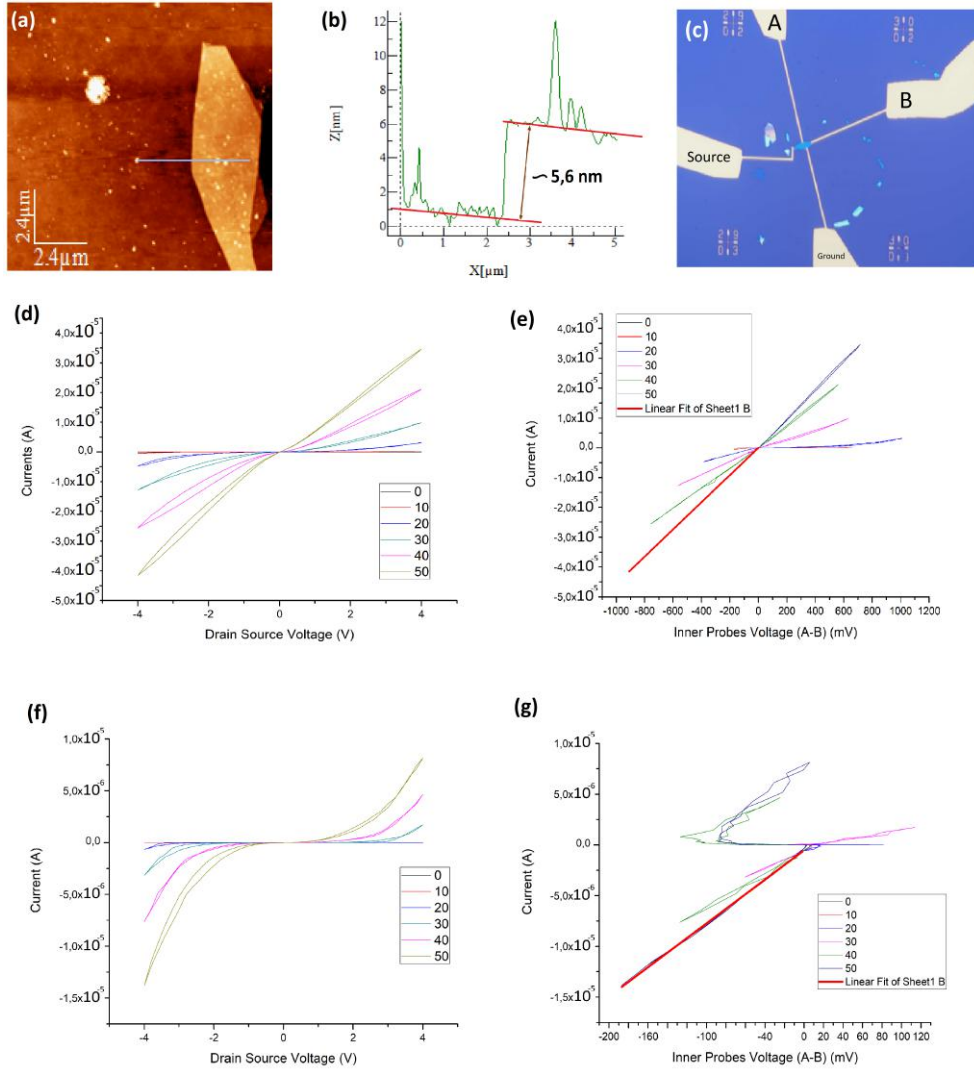 (a)
2.4µm
2.4µm
(b)
12
10
8
6
4
2
0
Z[nm]
~ 5,6 nm
0
1
2
3
4
5
X[µm]
(c)
A
B
Source
Ground
(d)
4,0x10^-5
3,0x10^-5
2,0x10^-5
1,0x10^-5
0,0
-1,0x10^-5
-2,0x10^-5
-3,0x10^-5
-4,0x10^-5
-5,0x10^-5
Currents (A)
0
10
20
30
40
50
-4
-2
0
2
4
Drain Source Voltage (V)
(e)
4,0x10^-5
3,0x10^-5
2,0x10^-5
1,0x10^-5
0,0
-1,0x10^-5
-2,0x10^-5
-3,0x10^-5
-4,0x10^-5
-5,0x10^-5
Current (A)
0
10
20
30
40
50
Linear Fit of Sheet1 B
-1000 -800 -600 -400 -200 0 200 400 600 800 1000 1200
Inner Probes Voltage (A-B) (mV)
(f)
1,0x10^-5
5,0x10^-6
0,0
-5,0x10^-6
-1,0x10^-5
-1,5x10^-5
Current (A)
0
10
20
30
40
50
-4
-2
0
2
4
Drain Source Voltage (V)
(g)
1,0x10^-5
5,0x10^-6
0,0
-5,0x10^-6
-1,0x10^-5
-1,5x10^-5
Current (A)
0
10
20
30
40
50
Linear Fit of Sheet1 B
-200 -160 -100 -40 0 20 40 80 120
Inner Probes Voltage (A-B) (mV)